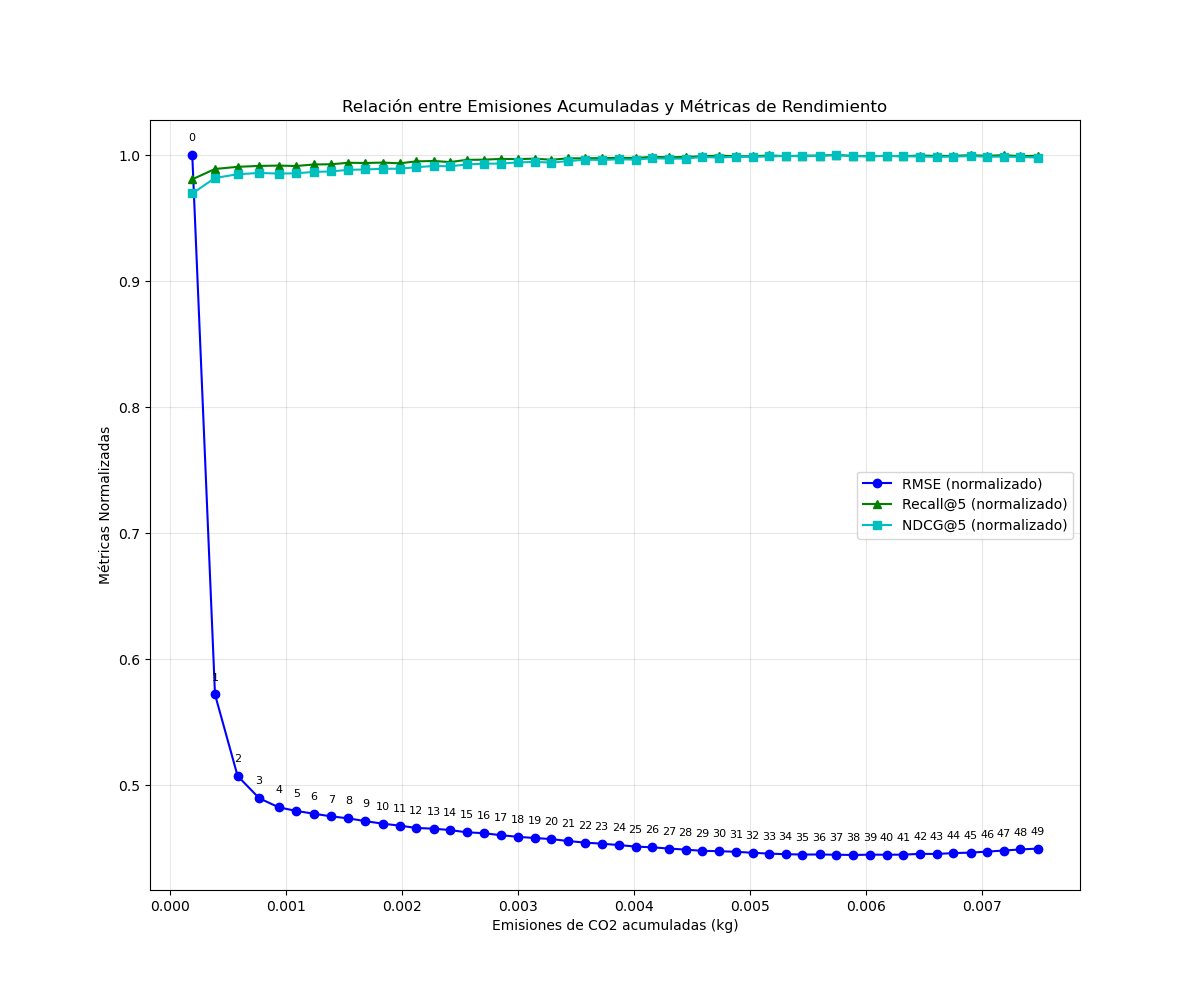 Relación entre Emisiones Acumuladas y Métricas de Rendimiento
Métricas Normalizadas
1.0
0.9
0.8
0.7
0.6
0.5
0
1
2
3
4 5 6 7 8 9 10 11 12 13 14 15 16 17 18 19 20 21 22 23 24 25 26 27 28 29 30 31 32 33 34 35 36 37 38 39 40 41 42 43 44 45 46 47 48 49
RMSE (normalizado)
Recall@5 (normalizado)
NDCG@5 (normalizado)
0.000 0.001 0.002 0.003 0.004 0.005 0.006 0.007
Emisiones de CO2 acumuladas (kg)